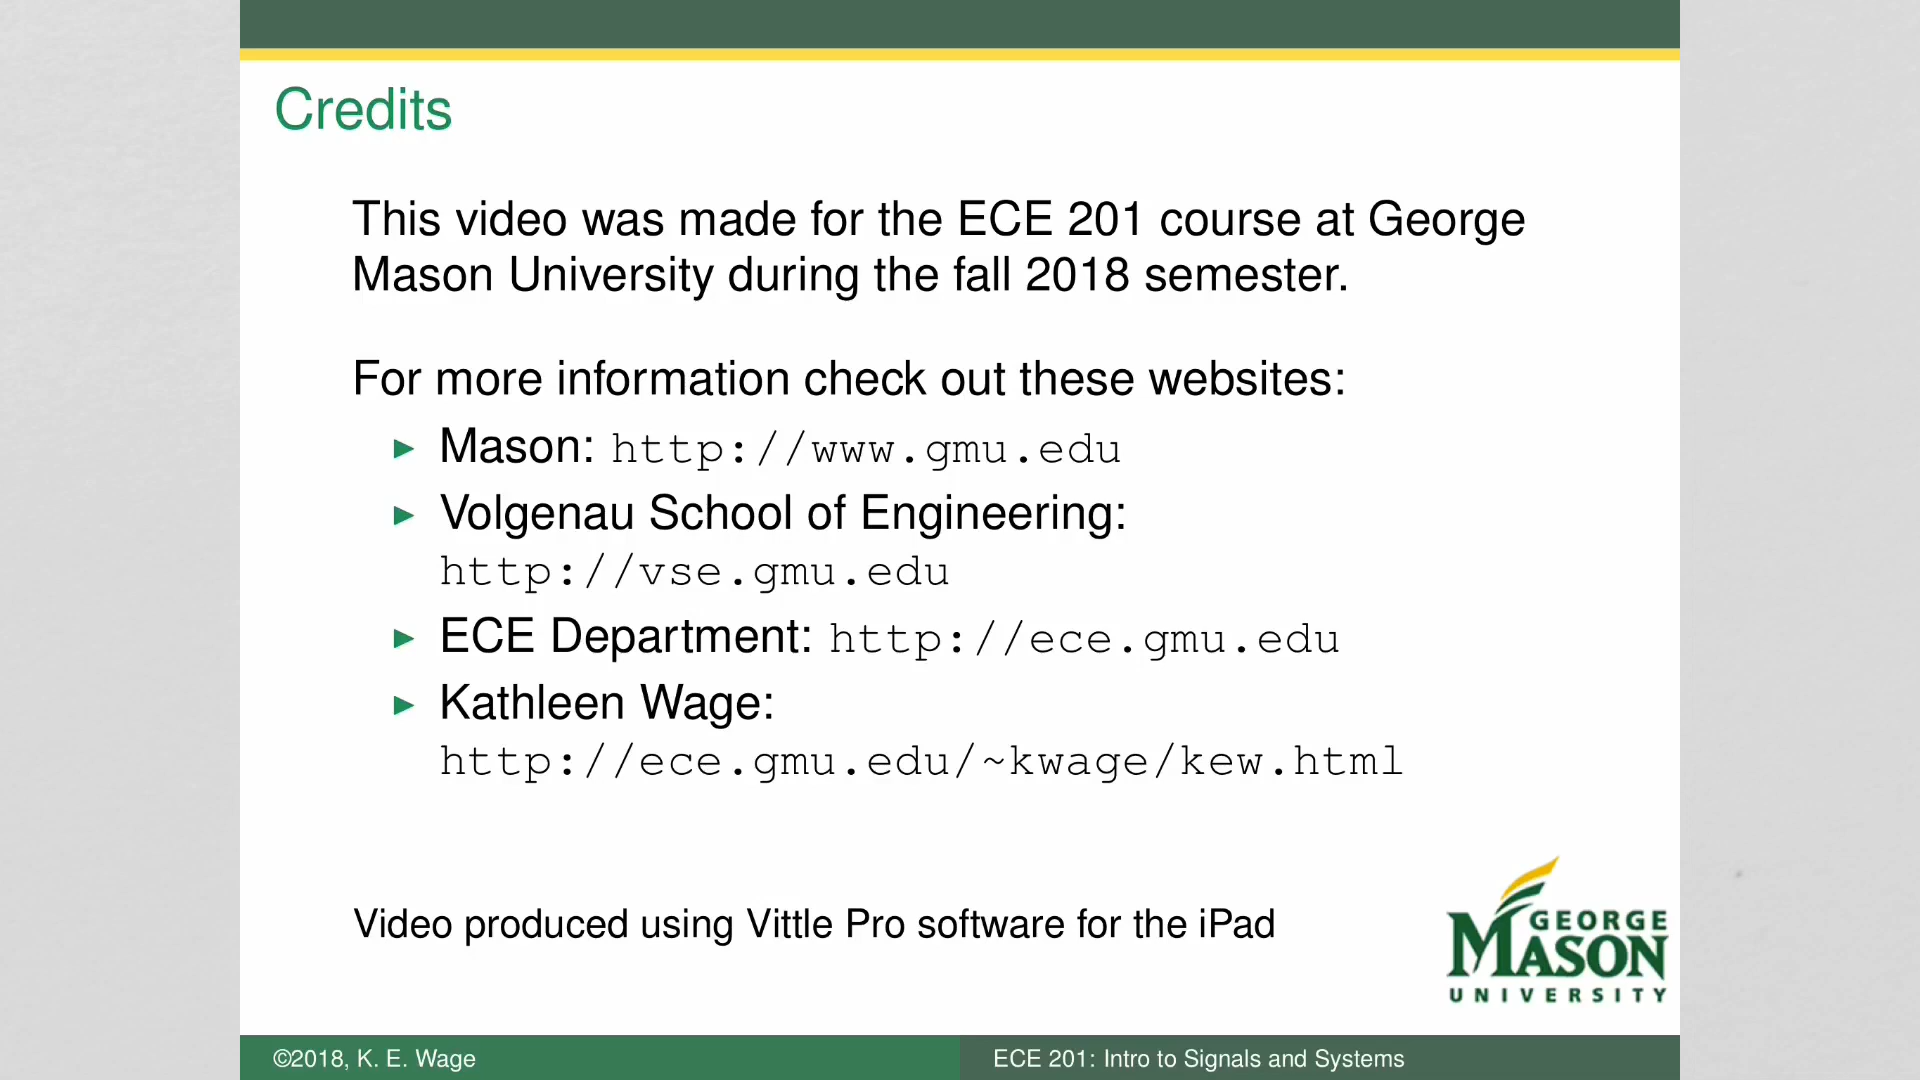 Credits
This video was made for the ECE 201 course at George
Mason University during the fall 2018 semester.
For more information check out these websites:
▶ Mason: http://www.gmu.edu
▶ Volgenau School of Engineering:
http://vse.gmu.edu
▶ ECE Department: http://ece.gmu.edu
▶ Kathleen Wage:
http://ece.gmu.edu/~kwage/kew.html
Video produced using Vittle Pro software for the iPad
GEORGE
MASON
UNIVERSITY
©2018, K. E. Wage
ECE 201: Intro to Signals and Systems